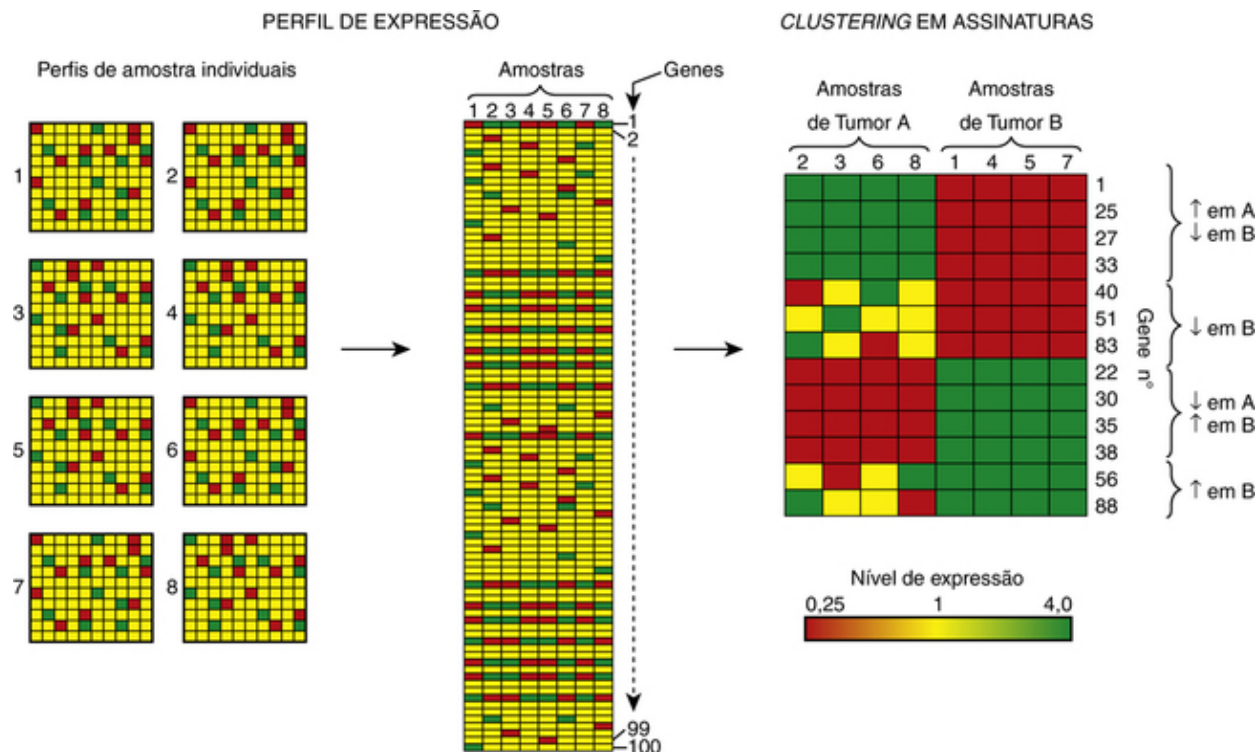 PERFIL DE EXPRESSÃO
CLUSTERING EM ASSINATURAS
Perfis de amostra individuais
1
2
3
4
5
6
7
8
Amostras
Genes
1 2 3 4 5 6 7 8
1
2
99
100
Amostras
de Tumor A
Amostras
de Tumor B
2 3 6 8
1 4 5 7
1
25
27
33
40
51
83
22
30
35
38
56
88
Gene n°
↑ em A
↓ em B
↓ em B
↓ em A
↑ em B
↑ em B
Nível de expressão
0,25 1 4,0